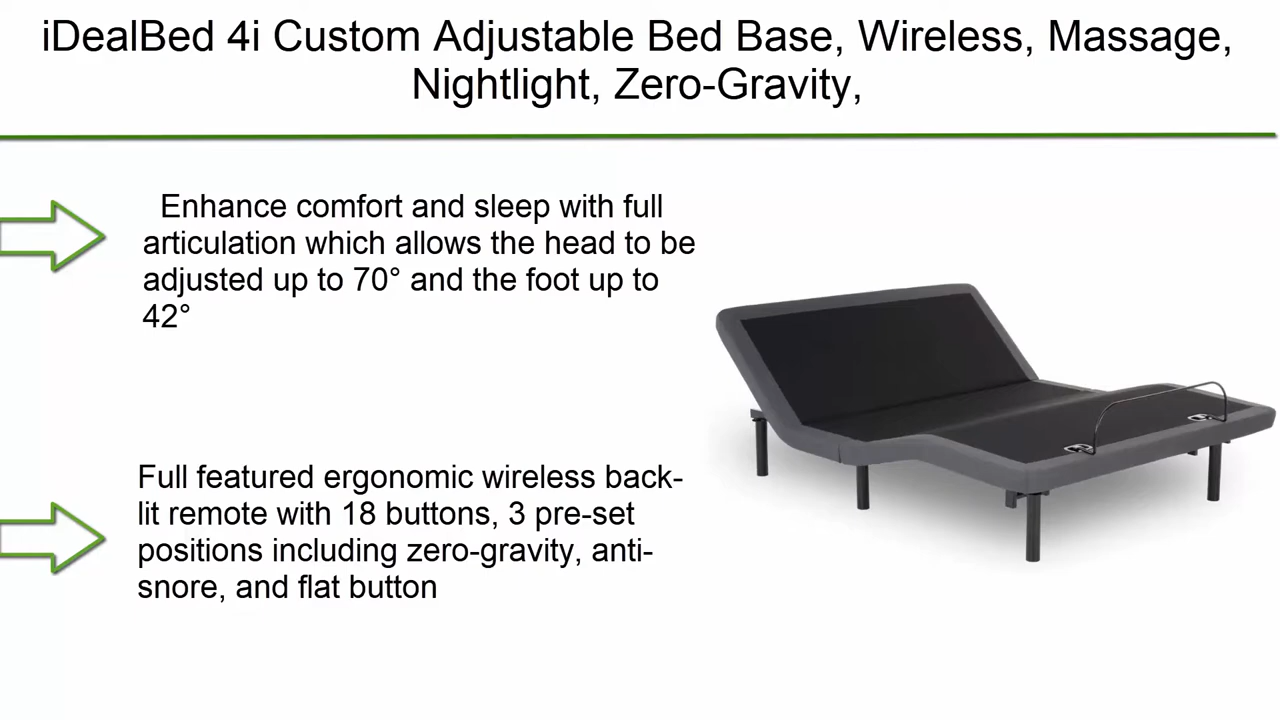 iDealBed 4i Custom Adjustable Bed Base, Wireless, Massage,
Nightlight, Zero-Gravity,
Enhance comfort and sleep with full
articulation which allows the head to be
adjusted up to 70° and the foot up to
42°
Full featured ergonomic wireless back-
lit remote with 18 buttons, 3 pre-set
positions including zero-gravity, anti-
snore, and flat button